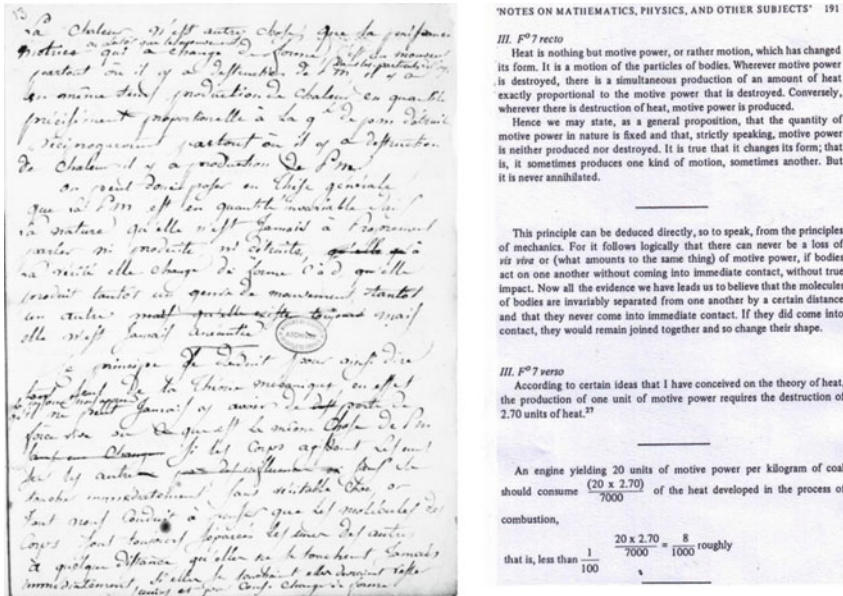 13
La chaleur n'est autre chose que la puissance
motrice ou plutôt que le mouvement qui a changé de forme c'est un mouvement
partout où il y a destruction de P.m. il y a
en même tems production de chaleur en quantité
précisément proportionnelle à la q.té de p.m. détruite
réciproquement partout où il y a destruction
de chaleur il y a production de P.m.
on peut donc poser en thèse générale
que la P.m. est en quantité invariable dans
la nature qu'elle n'est jamais à proprement
parler ni produite ni détruite, à
la vérité elle change de forme c.à.d. qu'elle
produit tantôt un genre de mouvement tantôt
un autre mais qu'elle existe toujours mais
elle n'est jamais anéantie
Ce principe se déduit pour ainsi dire
tout seul de la théorie mécanique en effet
il ne peut jamais y avoir de perte de
force vive ou ce qui est la même chose de P.m.
si les corps agissent les uns
sur les autres sans se
toucher immédiatement sans véritable choc, or
tout nous conduit à penser que les molécules des
corps sont toujours séparées les unes des autres
à quelque distance, qu'elles ne se touchent jamais
immédiatement, si elles se touchaient elles devraient rester
unies et par cons. changer de forme
'NOTES ON MATHEMATICS, PHYSICS, AND OTHER SUBJECTS' 191
III. Fº 7 recto
Heat is nothing but motive power, or rather motion, which has changed
its form. It is a motion of the particles of bodies. Wherever motive power
is destroyed, there is a simultaneous production of an amount of heat
exactly proportional to the motive power that is destroyed. Conversely,
wherever there is destruction of heat, motive power is produced.
Hence we may state, as a general proposition, that the quantity of
motive power in nature is fixed and that, strictly speaking, motive power
is neither produced nor destroyed. It is true that it changes its form; that
is, it sometimes produces one kind of motion, sometimes another. But
it is never annihilated.
This principle can be deduced directly, so to speak, from the principles
of mechanics. For it follows logically that there can never be a loss of
vis viva or (what amounts to the same thing) of motive power, if bodies
act on one another without coming into immediate contact, without true
impact. Now all the evidence we have leads us to believe that the molecules
of bodies are invariably separated from one another by a certain distance
and that they never come into immediate contact. If they did come into
contact, they would remain joined together and so change their shape.
III. Fº 7 verso
According to certain ideas that I have conceived on the theory of heat,
the production of one unit of motive power requires the destruction of
2.70 units of heat.²⁷
An engine yielding 20 units of motive power per kilogram of coal
should consume (20 x 2.70)/7000 of the heat developed in the process of
combustion,
20 x 2.70/7000 = 8/1000 roughly
that is, less than 1/100